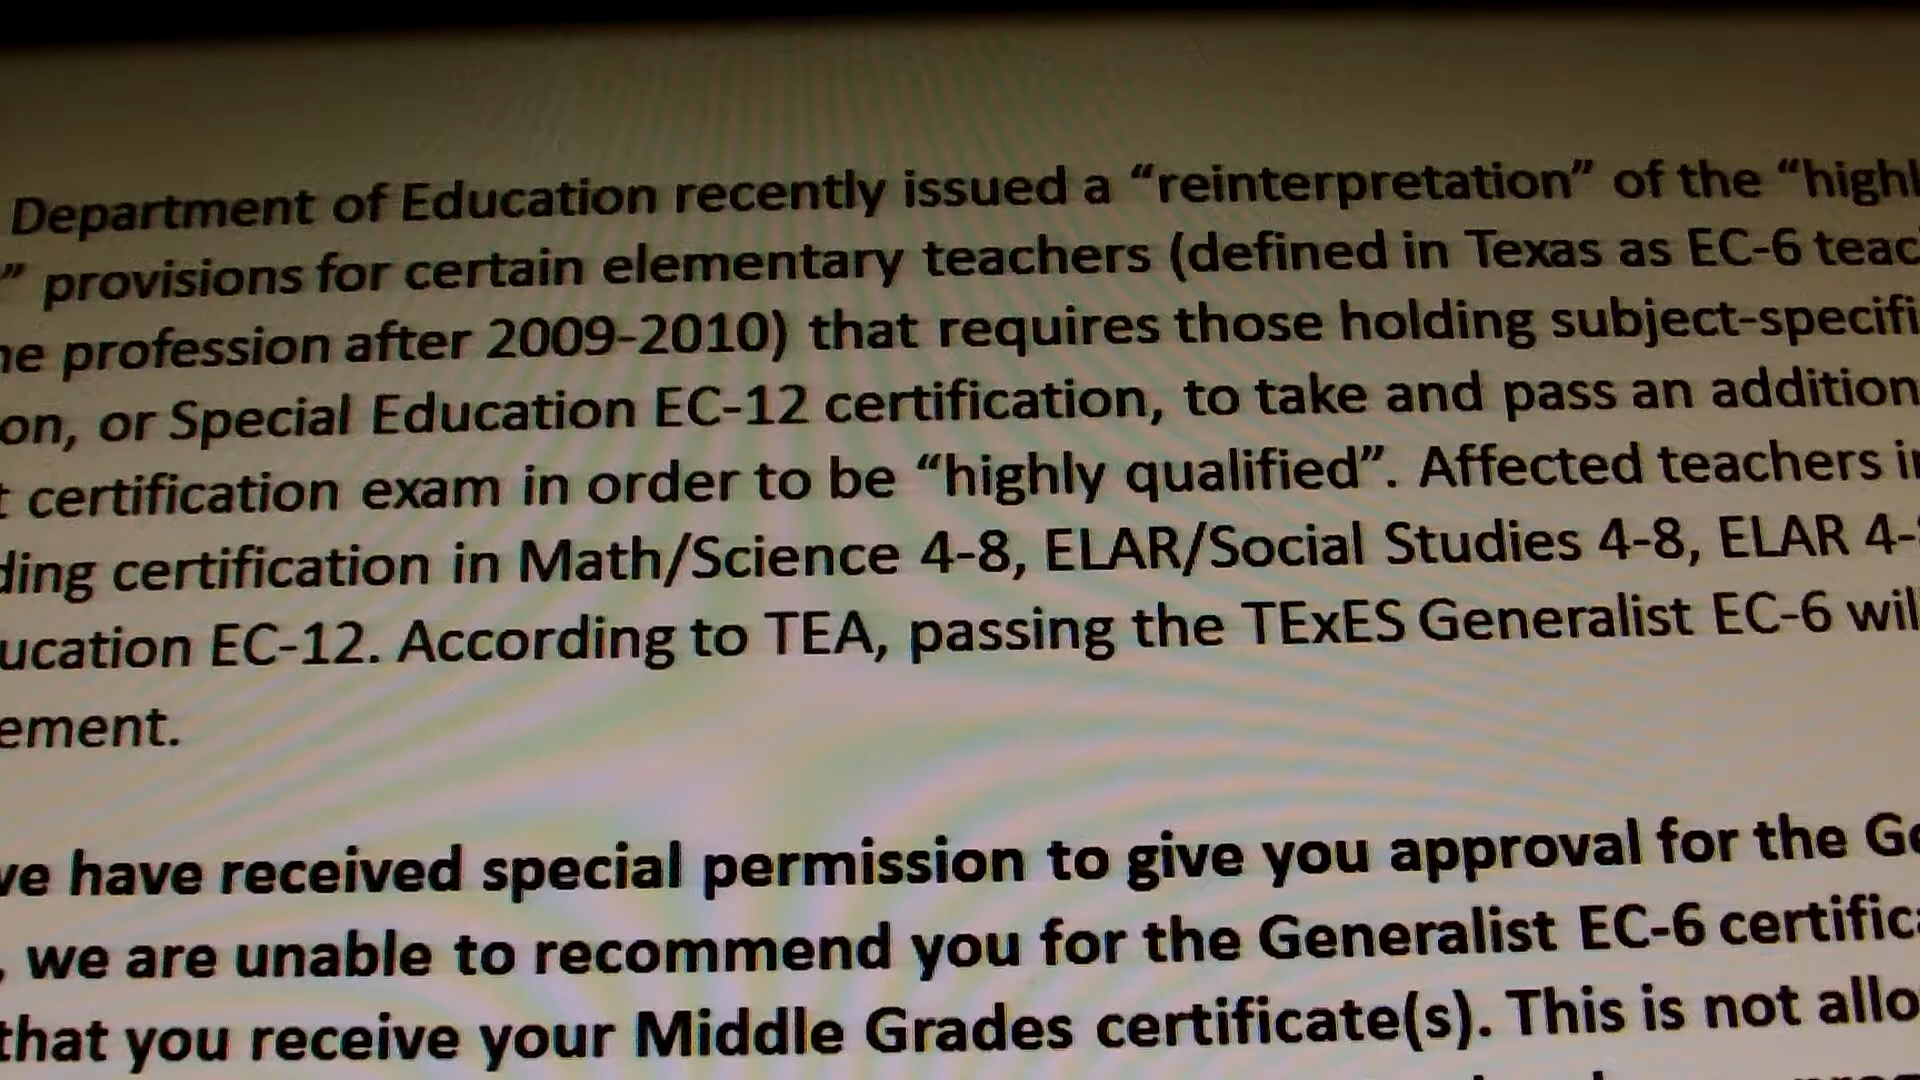 Department of Education recently issued a “reinterpretation” of the “highl
” provisions for certain elementary teachers (defined in Texas as EC-6 teac
he profession after 2009-2010) that requires those holding subject-specifi
on, or Special Education EC-12 certification, to take and pass an addition
t certification exam in order to be “highly qualified”. Affected teachers in
ding certification in Math/Science 4-8, ELAR/Social Studies 4-8, ELAR 4-8
ucation EC-12. According to TEA, passing the TExES Generalist EC-6 wil
ement.
ve have received special permission to give you approval for the Ge
, we are unable to recommend you for the Generalist EC-6 certifica
that you receive your Middle Grades certificate(s). This is not allo